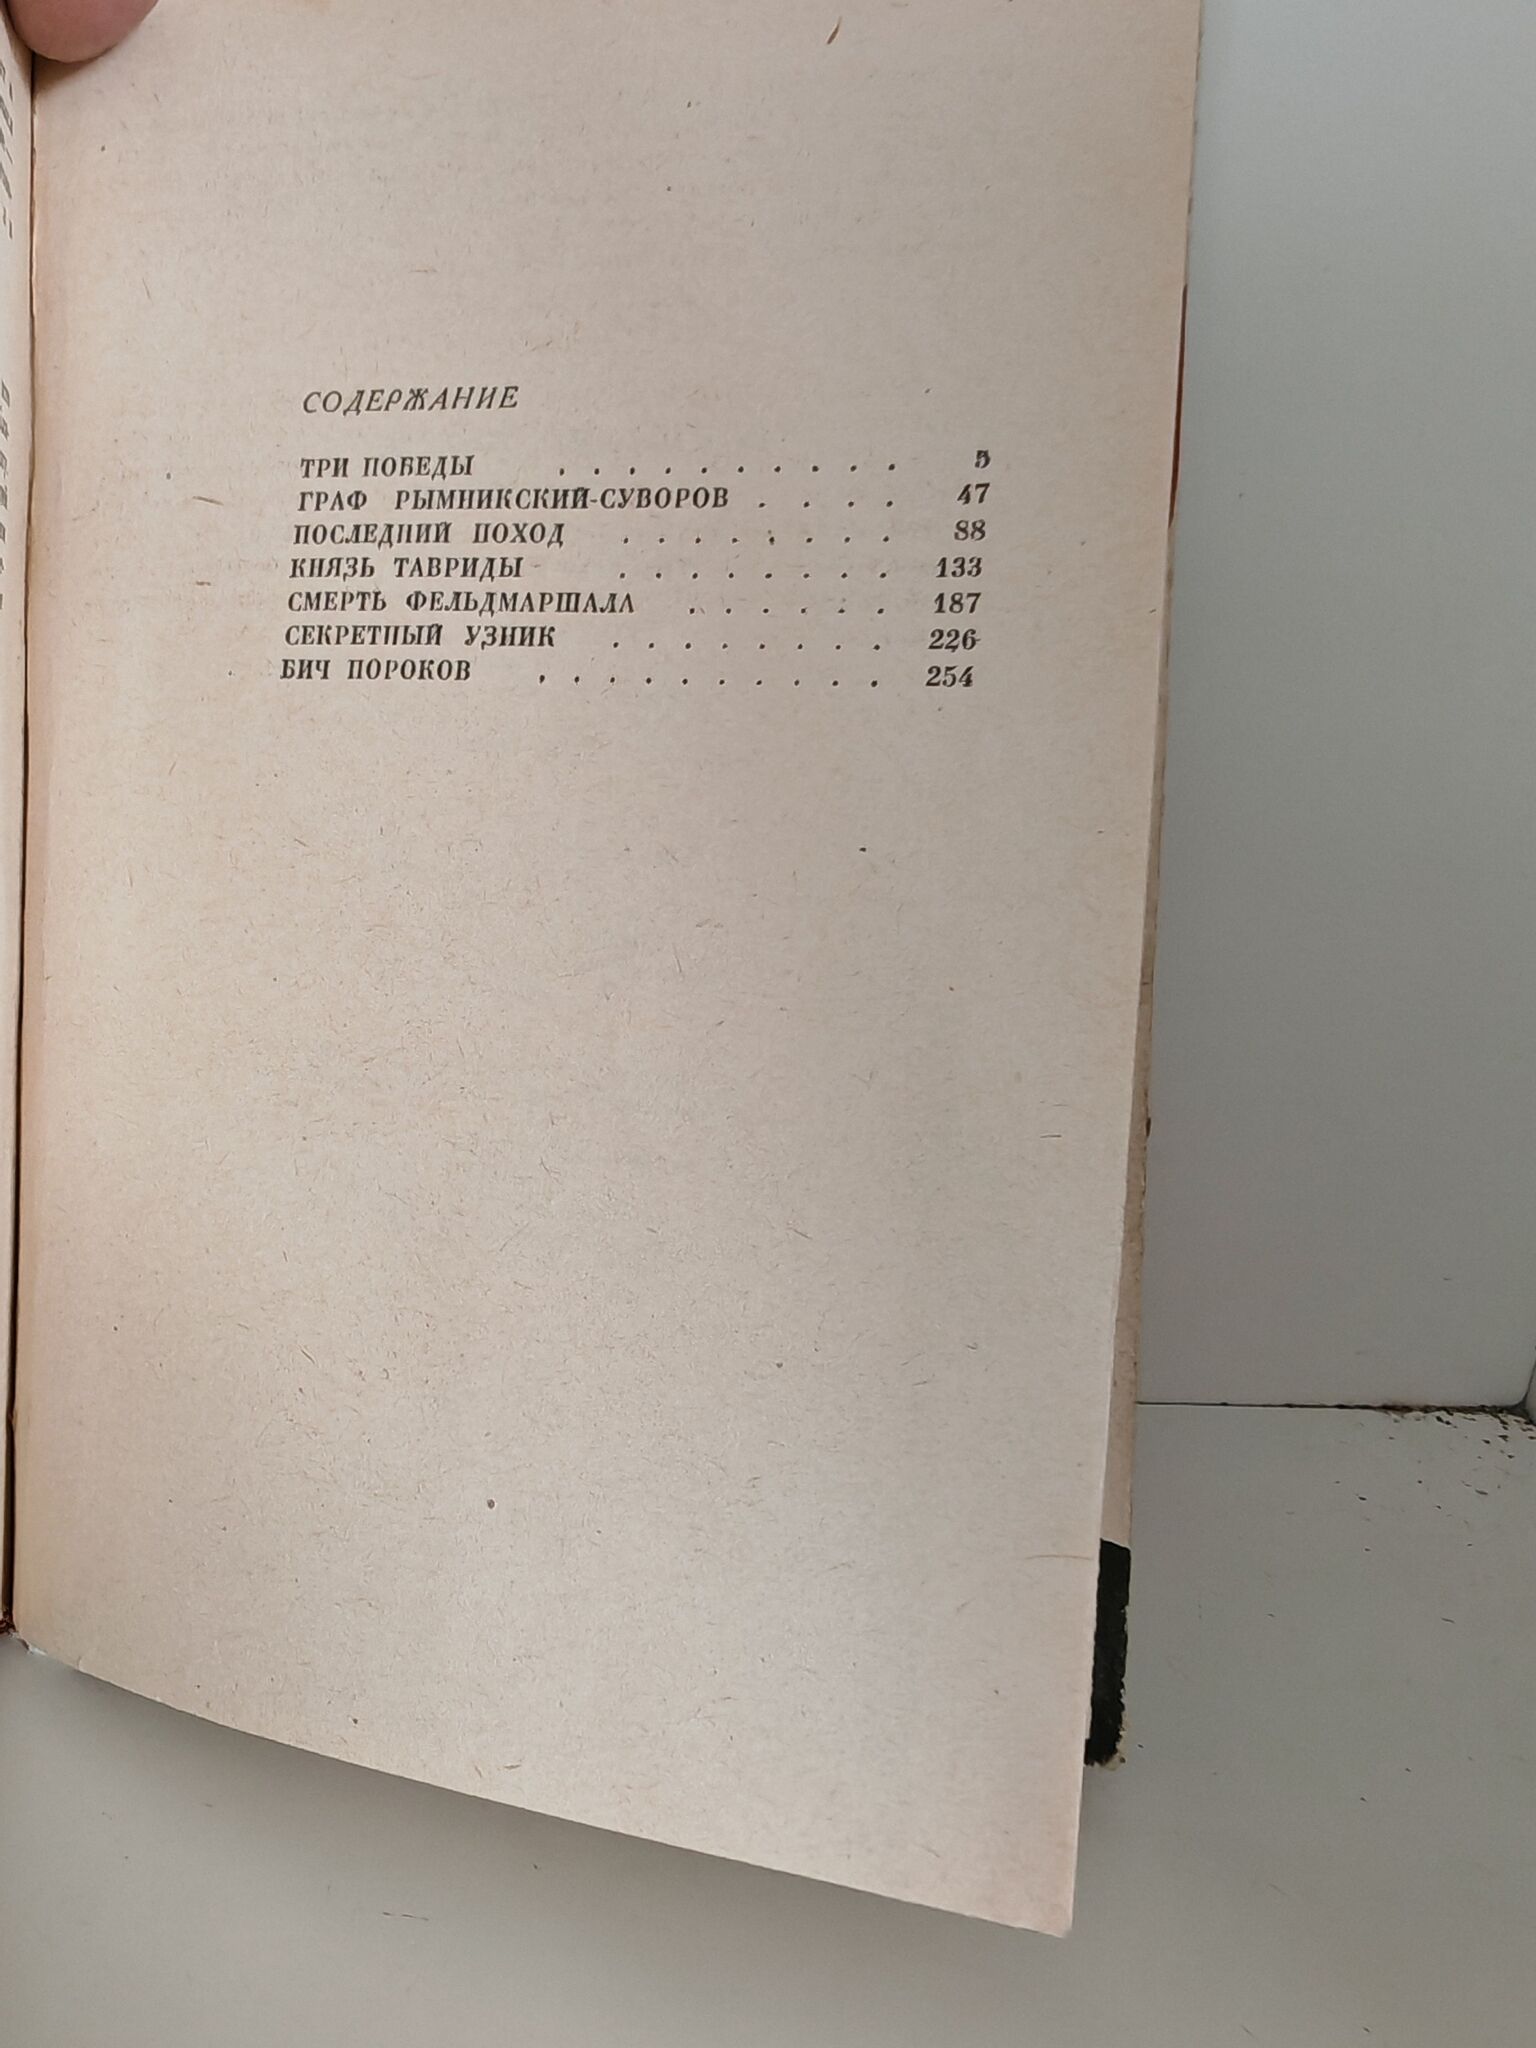 СОДЕРЖАНИЕ
ТРИ ПОБЕДЫ . . . . . . . . . . 5
ГРАФ РЫМНИКСКИЙ-СУВОРОВ . . . . 47
ПОСЛЕДНИЙ ПОХОД . . . . . . . . 88
КНЯЗЬ ТАВРИДЫ . . . . . . . . 133
СМЕРТЬ ФЕЛЬДМАРШАЛА . . . . . . 187
СЕКРЕТНЫЙ УЗНИК . . . . . . . . 226
БИЧ ПОРОКОВ . . . . . . . . . . 254